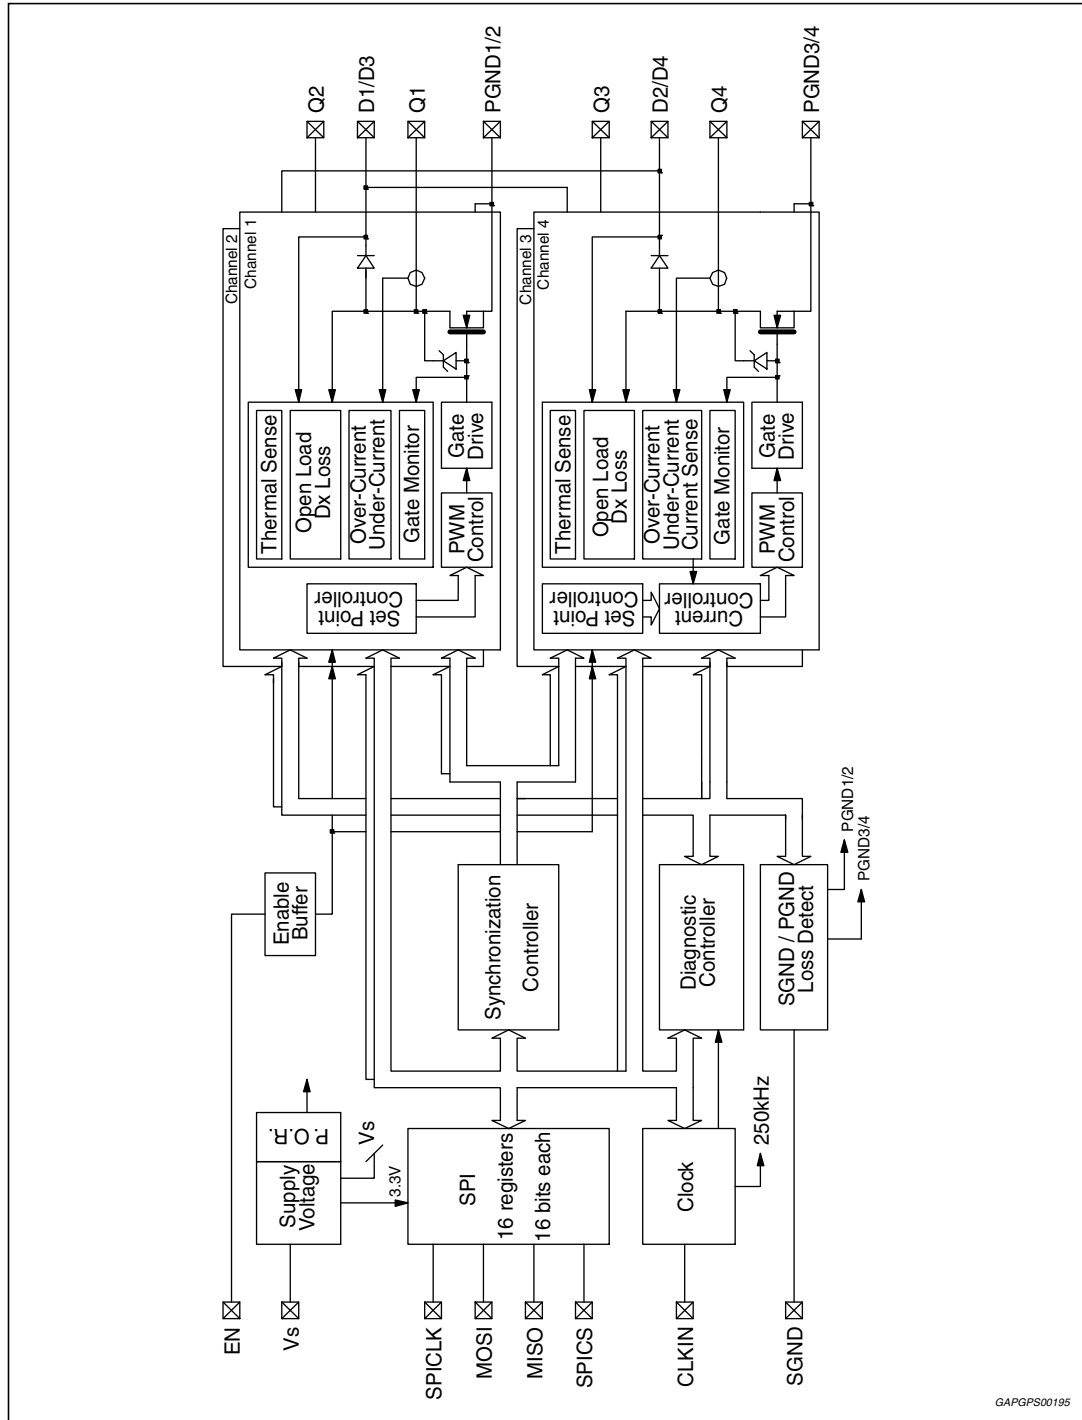 Q2
D1/D3
Q1
PGND1/2
Q3
D2/D4
Q4
PGND3/4
Channel 2
Channel 1
Channel 3
Channel 4
Thermal Sense
Open Load
Dx Loss
Over-Current
Under-Current
Gate Monitor
Gate
Drive
PWM
Control
Set Point
Controller
Thermal Sense
Open Load
Dx Loss
Over-Current
Under-Current
Current Sense
Gate Monitor
Gate
Drive
PWM
Control
Set Point
Controller
Current
Controller
Enable
Buffer
Synchronization
Controller
Diagnostic
Controller
SGND / PGND
Loss Detect
PGND1/2
PGND3/4
P.O.R.
Supply
Voltage
Vs
3.3V
SPI
16 registers
16 bits each
Clock
250kHz
EN
Vs
SPICLK
MOSI
MISO
SPICS
CLKIN
SGND
GAPGPS00195